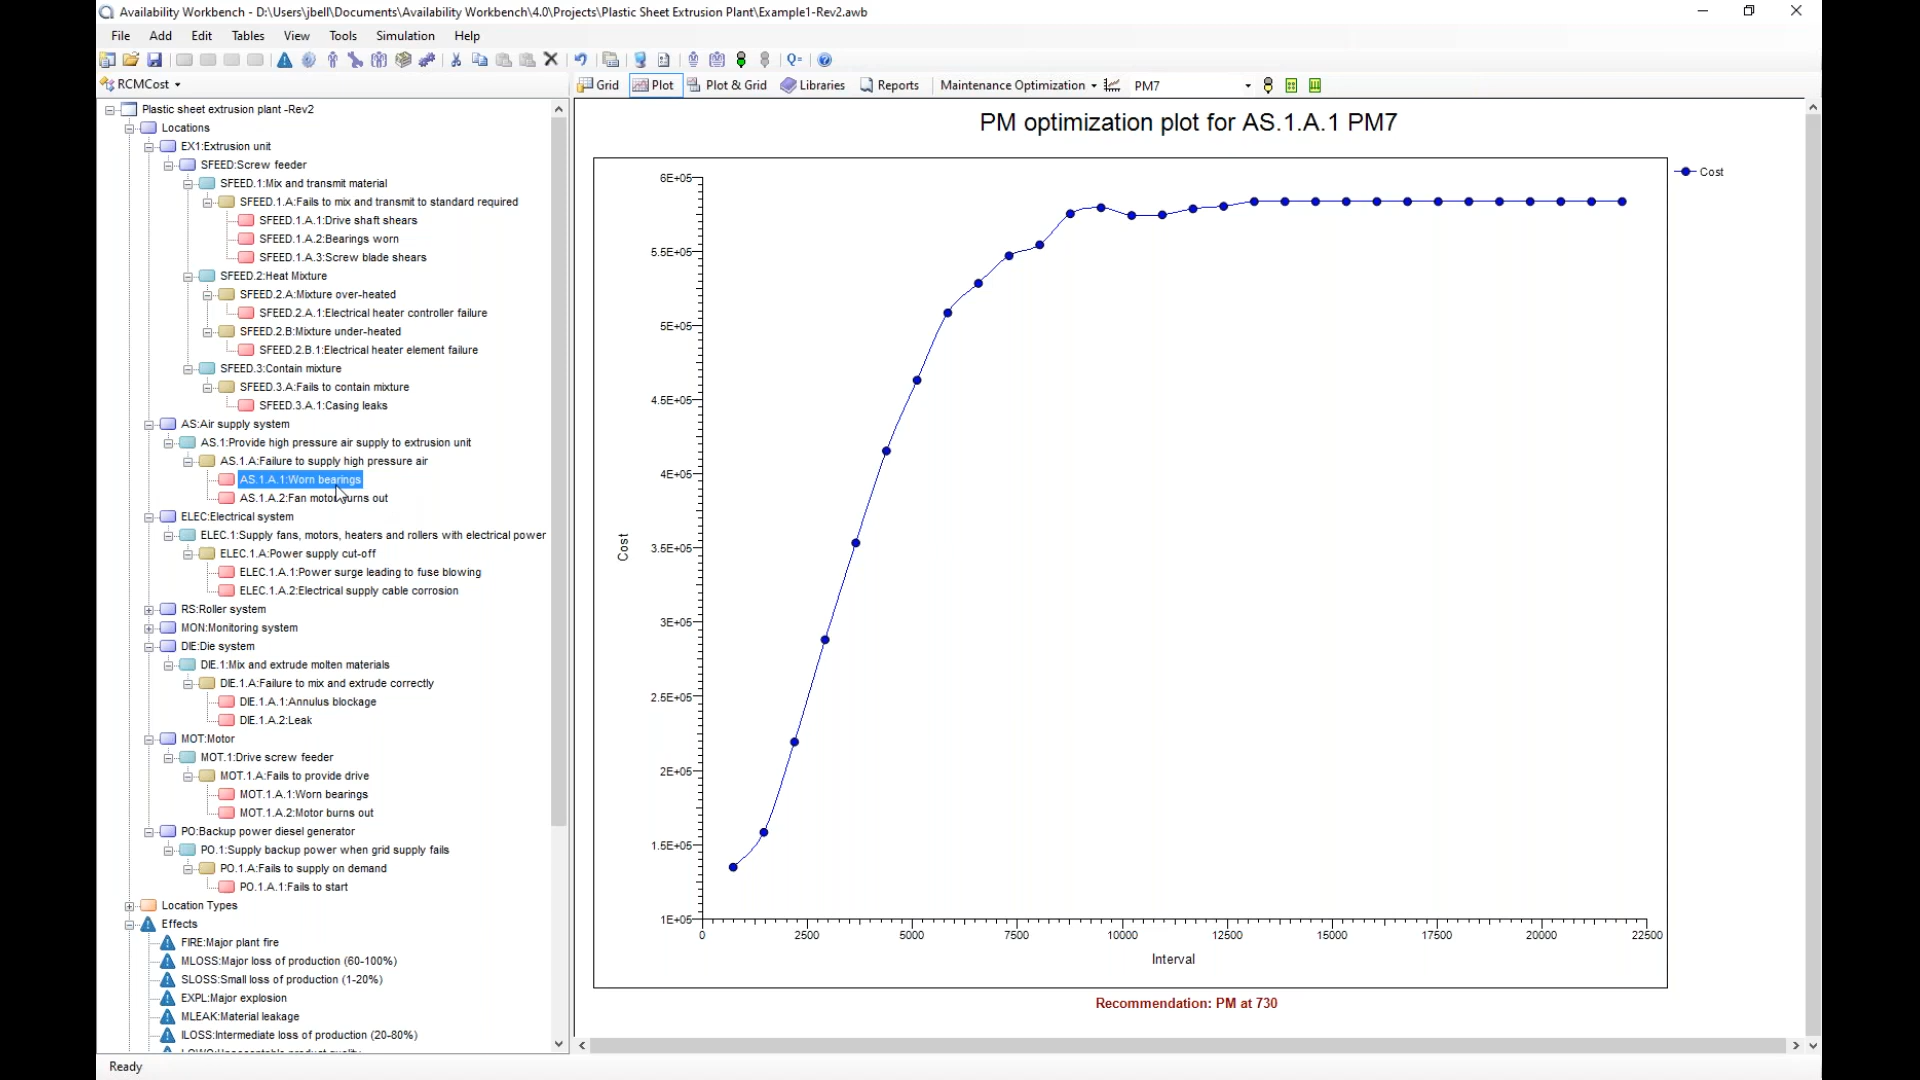 Availability Workbench - D:\Users\jbell\Documents\Availability Workbench\4.0\Projects\Plastic Sheet Extrusion Plant\Example1-Rev2.awb
File Add Edit Tables View Tools Simulation Help
RCMCost
Grid Plot Plot & Grid Libraries Reports Maintenance Optimization PM7
Plastic sheet extrusion plant -Rev2
Locations
EX1:Extrusion unit
SFEED:Screw feeder
SFEED.1:Mix and transmit material
SFEED.1.A:Fails to mix and transmit to standard required
SFEED.1.A.1:Drive shaft shears
SFEED.1.A.2:Bearings worn
SFEED.1.A.3:Screw blade shears
SFEED.2:Heat Mixture
SFEED.2.A:Mixture over-heated
SFEED.2.A.1:Electrical heater controller failure
SFEED.2.B:Mixture under-heated
SFEED.2.B.1:Electrical heater element failure
SFEED.3:Contain mixture
SFEED.3.A:Fails to contain mixture
SFEED.3.A.1:Casing leaks
AS:Air supply system
AS.1:Provide high pressure air supply to extrusion unit
AS.1.A:Failure to supply high pressure air
AS.1.A.1:Worn bearings
AS.1.A.2:Fan motor burns out
ELEC:Electrical system
ELEC.1:Supply fans, motors, heaters and rollers with electrical power
ELEC.1.A:Power supply cut-off
ELEC.1.A.1:Power surge leading to fuse blowing
ELEC.1.A.2:Electrical supply cable corrosion
RS:Roller system
MON:Monitoring system
DIE:Die system
DIE.1:Mix and extrude molten materials
DIE.1.A:Failure to mix and extrude correctly
DIE.1.A.1:Annulus blockage
DIE.1.A.2:Leak
MOT:Motor
MOT.1:Drive screw feeder
MOT.1.A:Fails to provide drive
MOT.1.A.1:Worn bearings
MOT.1.A.2:Motor burns out
PO:Backup power diesel generator
PO.1:Supply backup power when grid supply fails
PO.1.A:Fails to supply on demand
PO.1.A.1:Fails to start
Location Types
Effects
FIRE:Major plant fire
MLOSS:Major loss of production (60-100%)
SLOSS:Small loss of production (1-20%)
EXPL:Major explosion
MLEAK:Material leakage
ILOSS:Intermediate loss of production (20-80%)
PM optimization plot for AS.1.A.1 PM7
Cost
6E+05
5.5E+05
5E+05
4.5E+05
4E+05
3.5E+05
3E+05
2.5E+05
2E+05
1.5E+05
1E+05
Cost
0 2500 5000 7500 10000 12500 15000 17500 20000 22500
Interval
Recommendation: PM at 730
Ready